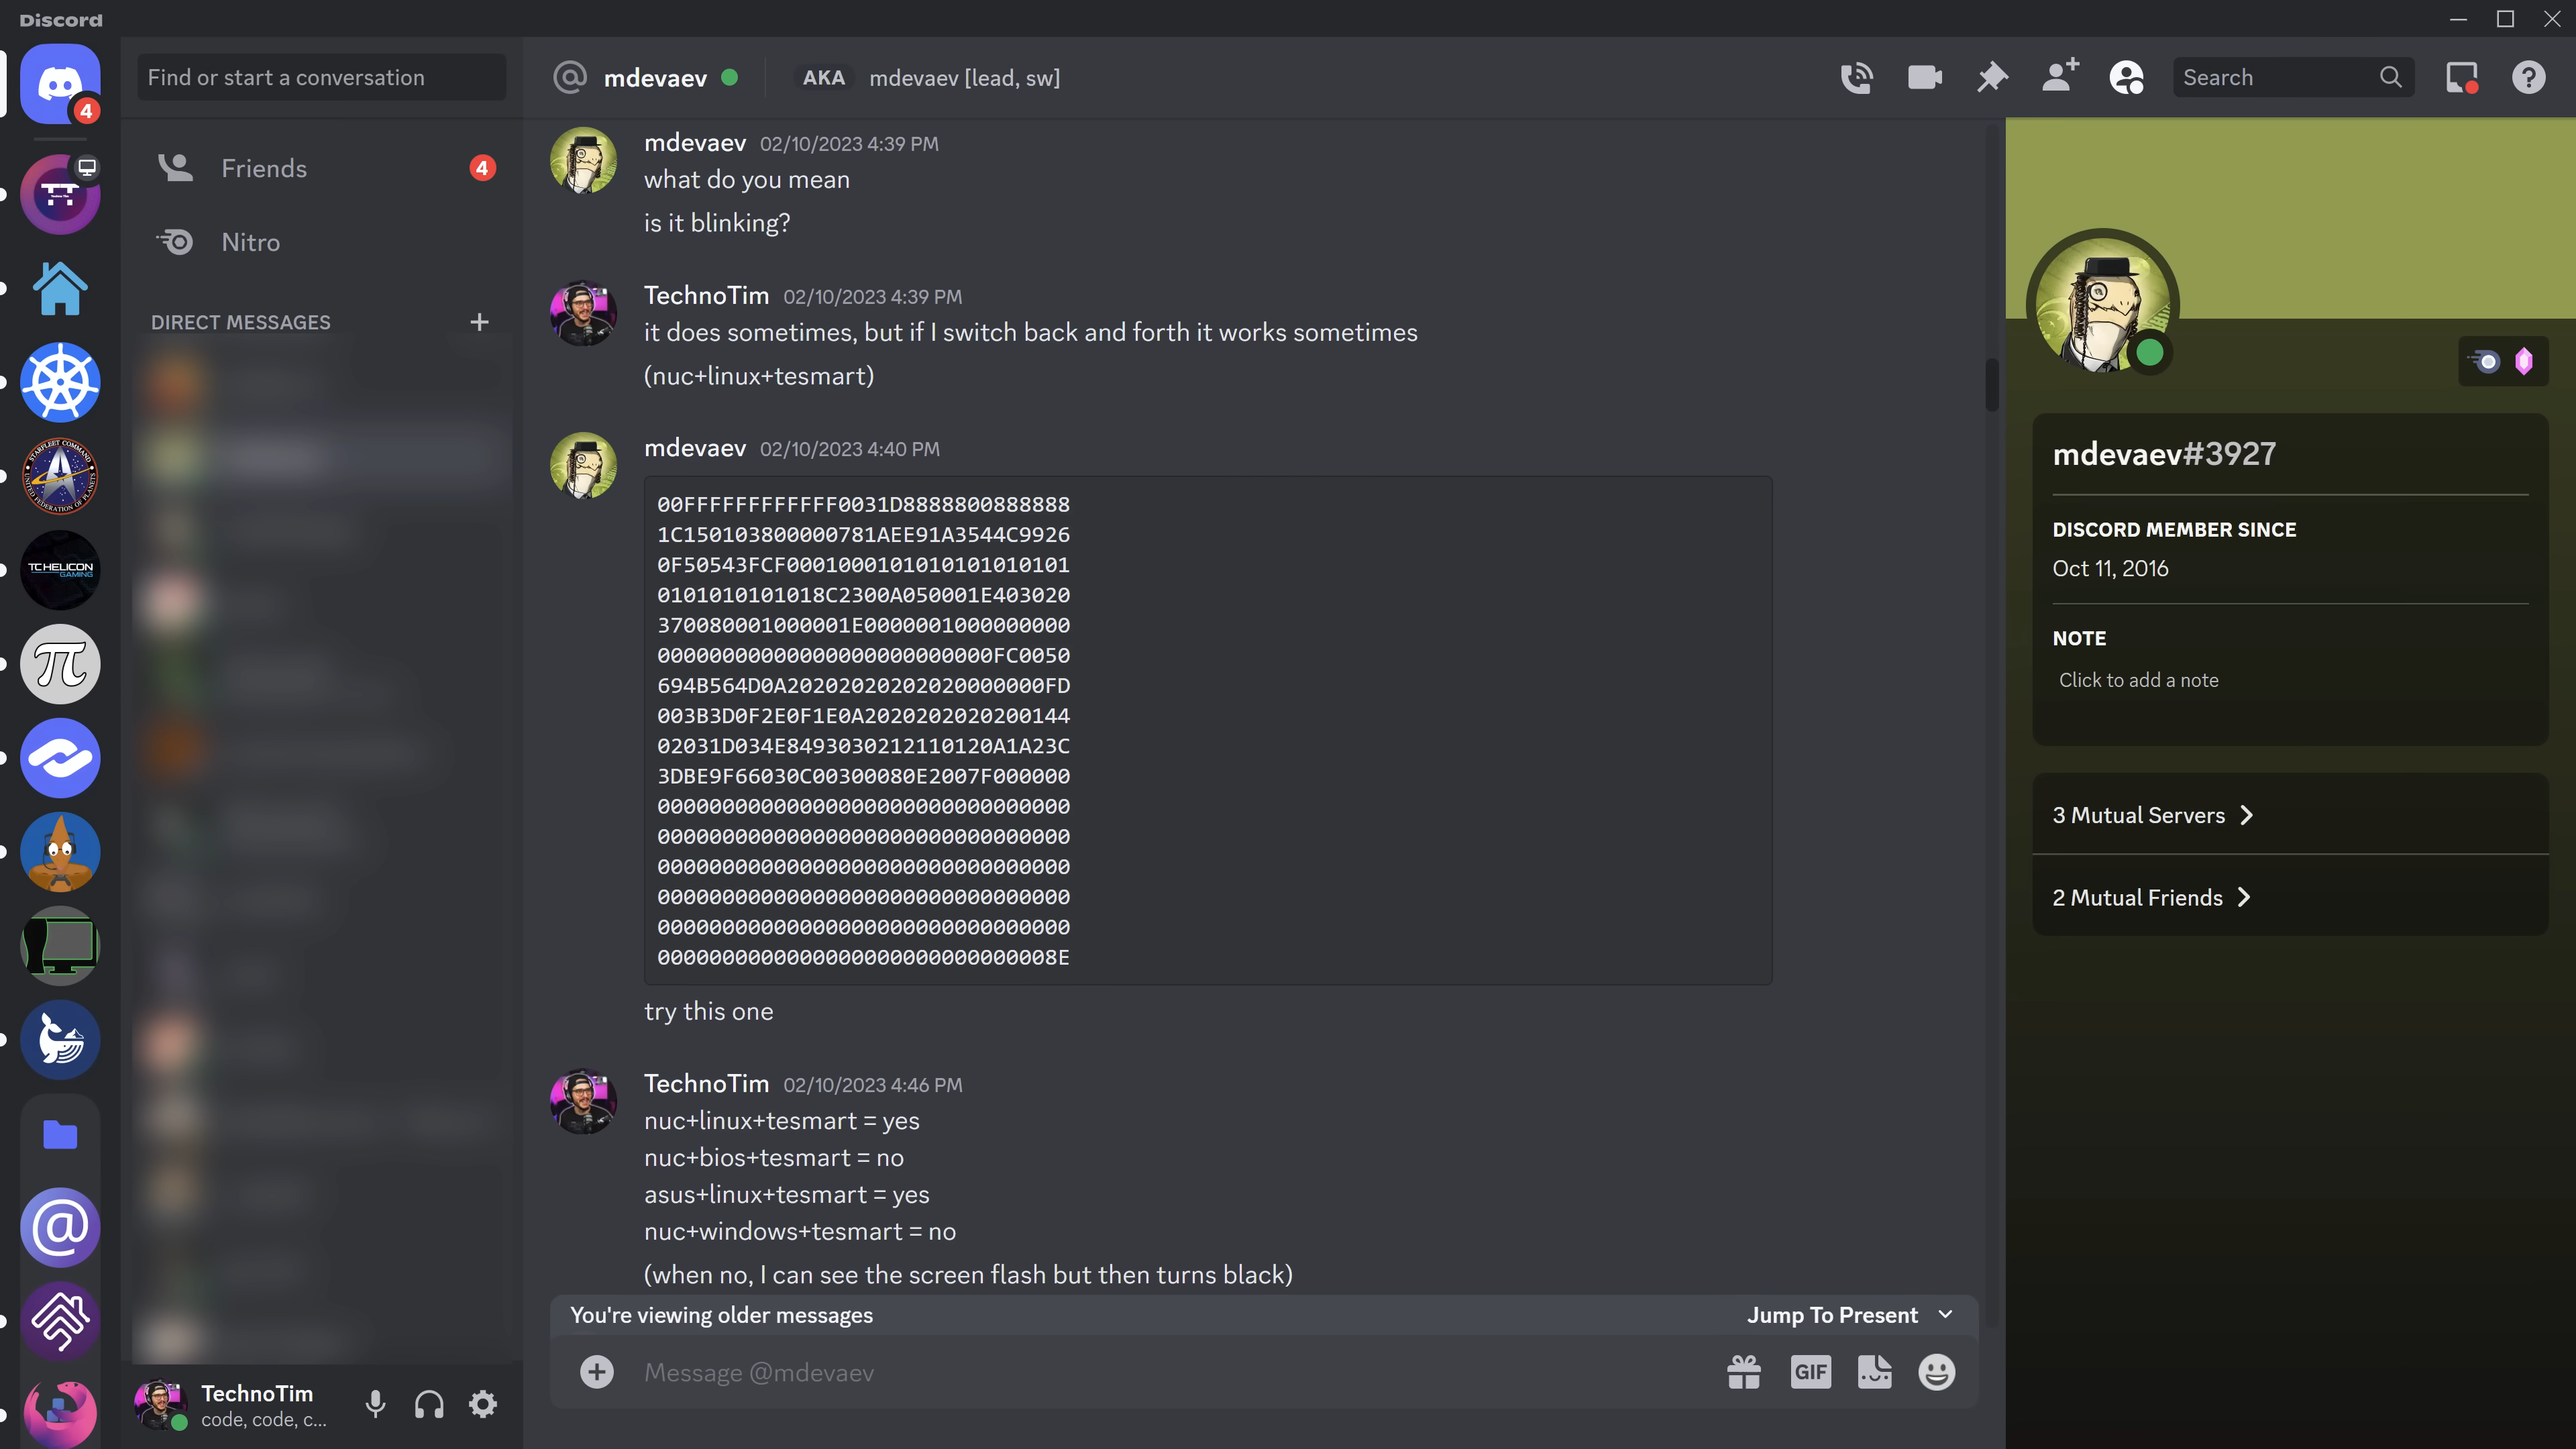 Discord
Find or start a conversation
mdevaev
AKA
mdevaev [lead, sw]
Search
4
Friends
4
Nitro
DIRECT MESSAGES
TC HELICON
GAMING
mdevaev 02/10/2023 4:39 PM
what do you mean
is it blinking?
TechnoTim 02/10/2023 4:39 PM
it does sometimes, but if I switch back and forth it works sometimes
(nuc+linux+tesmart)
mdevaev 02/10/2023 4:40 PM
00FFFFFFFFFFFF0031D8888800888888
1C150103800000781AEE91A3544C9926
0F50543FCF0001000101010101010101
0101010101018C2300A050001E403020
370080001000001E0000001000000000
00000000000000000000000000FC0050
694B564D0A20202020202020000000FD
003B3D0F2E0F1E0A2020202020200144
02031D034E8493030212110120A1A23C
3DBE9F66030C00300080E2007F000000
00000000000000000000000000000000
00000000000000000000000000000000
00000000000000000000000000000000
00000000000000000000000000000000
00000000000000000000000000000000
0000000000000000000000000000008E
try this one
TechnoTim 02/10/2023 4:46 PM
nuc+linux+tesmart = yes
nuc+bios+tesmart = no
asus+linux+tesmart = yes
nuc+windows+tesmart = no
(when no, I can see the screen flash but then turns black)
You're viewing older messages
Jump To Present
Message @mdevaev
GIF
TechnoTim
code, code, c...
mdevaev#3927
DISCORD MEMBER SINCE
Oct 11, 2016
NOTE
Click to add a note
3 Mutual Servers
2 Mutual Friends